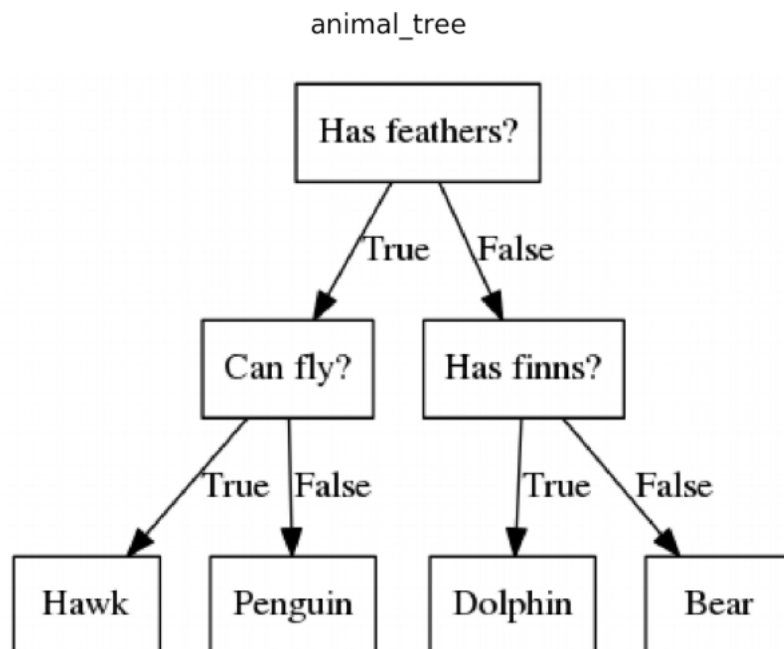 animal_tree
Has feathers?
True
False
Can fly?
Has finns?
True
False
True
False
Hawk
Penguin
Dolphin
Bear